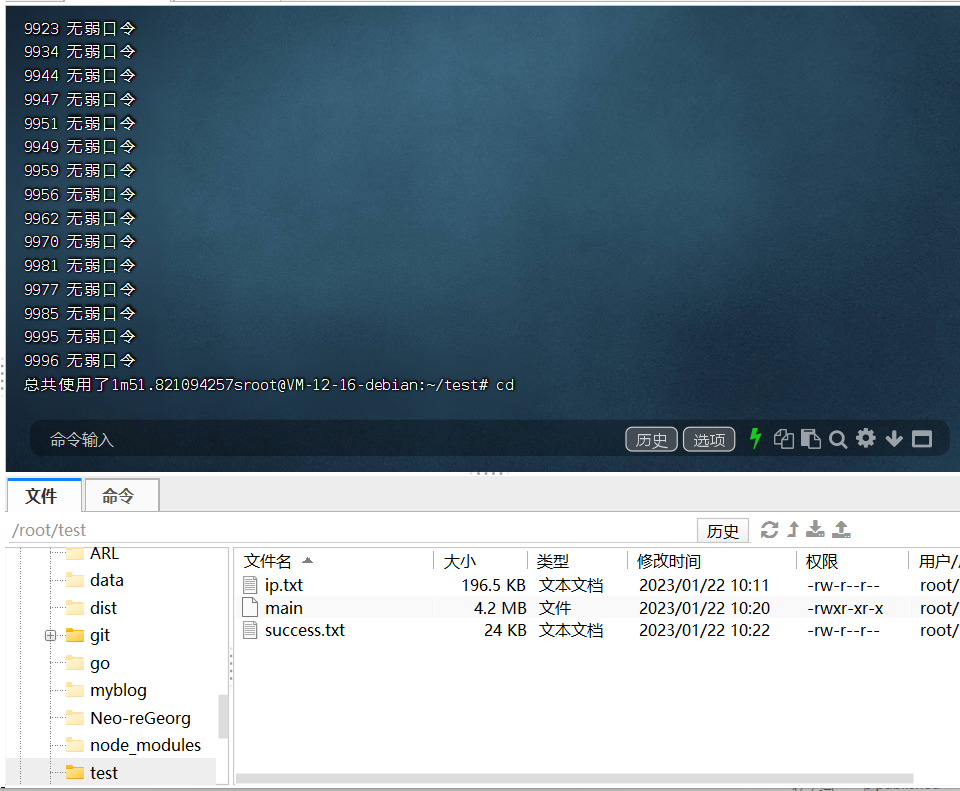 9923 无弱口令
9934 无弱口令
9944 无弱口令
9947 无弱口令
9951 无弱口令
9949 无弱口令
9959 无弱口令
9956 无弱口令
9962 无弱口令
9970 无弱口令
9981 无弱口令
9977 无弱口令
9985 无弱口令
9995 无弱口令
9996 无弱口令
总共使用了1m51.821094257sroot@VM-12-16-debian:~/test# cd
命令输入 历史 选项
文件 命令
/root/test 历史
ARL
data
dist
git
go
myblog
Neo-reGeorg
node_modules
test
文件名 大小 类型 修改时间 权限 用户/
ip.txt 196.5 KB 文本文档 2023/01/22 10:11 -rw-r--r-- root/
main 4.2 MB 文件 2023/01/22 10:20 -rwxr-xr-x root/
success.txt 24 KB 文本文档 2023/01/22 10:22 -rw-r--r-- root/